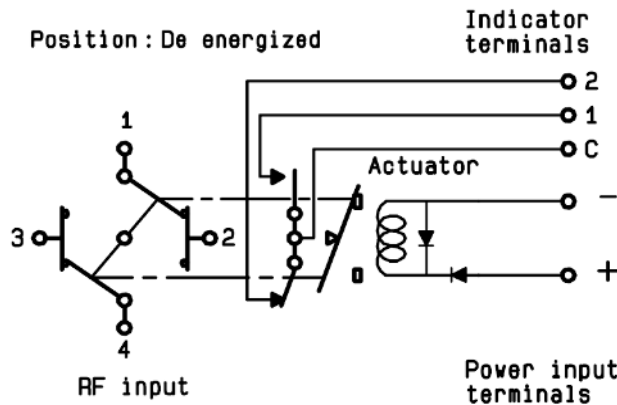 Indicator
Position : De energized
terminals
2
1
1
C
Actuator
-
3
2
+
4
RF input
Power input
terminals